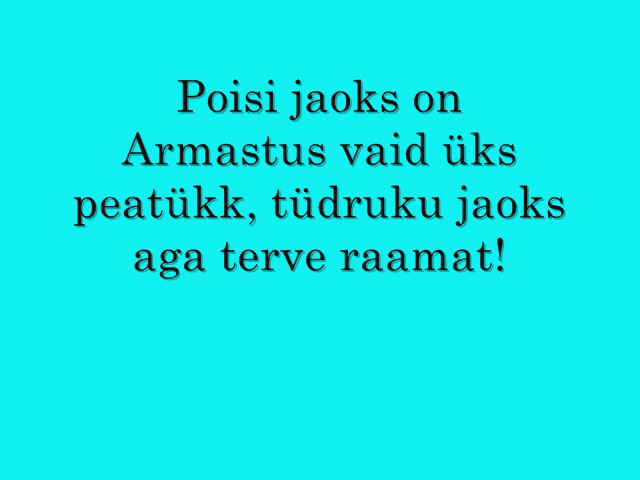 Poisi jaoks on
Armastus vaid üks
peatükk, tüdruku jaoks
aga terve raamat!